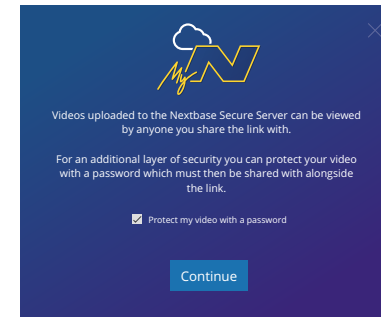 My N
Videos uploaded to the Nextbase Secure Server can be viewed
by anyone you share the link with.
For an additional layer of security you can protect your video
with a password which must then be shared with alongside
the link.
Protect my video with a password
Continue